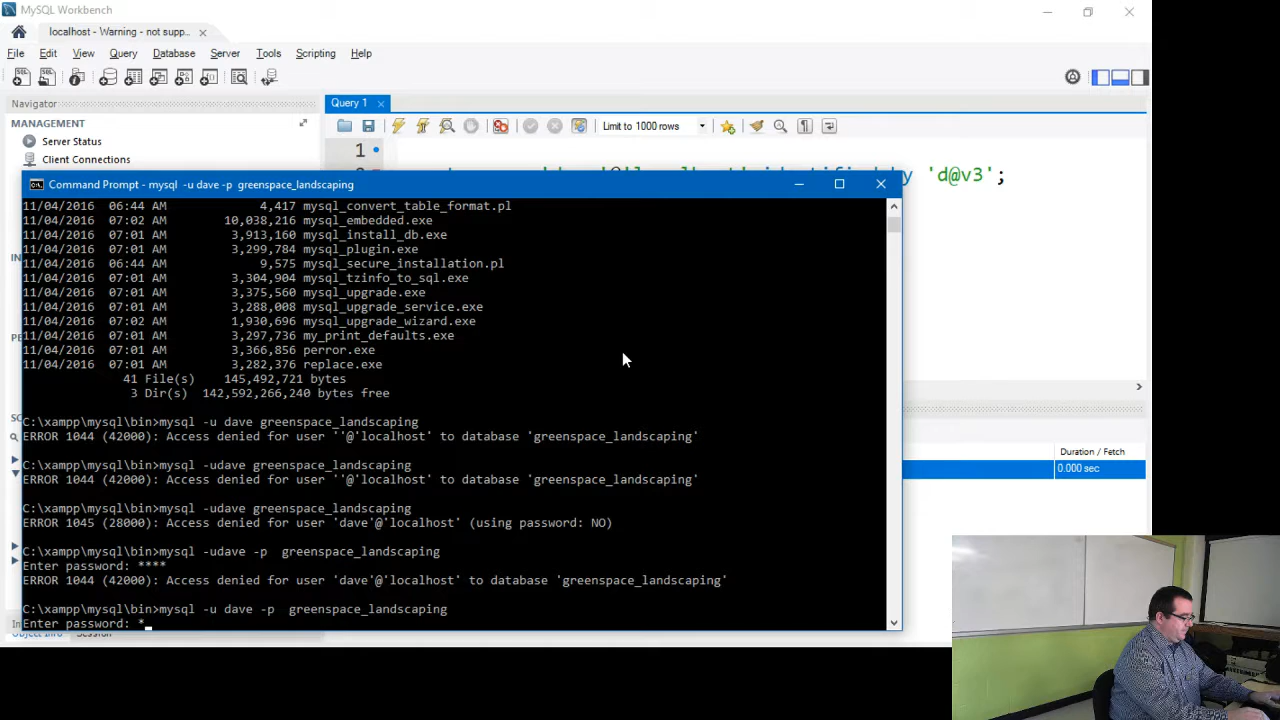 MySQL Workbench
localhost - Warning - not supp..
File Edit View Query Database Server Tools Scripting Help
Navigator
Query 1
MANAGEMENT
Limit to 1000 rows
Server Status
1
Client Connections
by 'd@v3';
Command Prompt - mysql -u dave -p greenspace_landscaping
11/04/2016 06:44 AM 4,417 mysql_convert_table_format.pl
11/04/2016 07:02 AM 10,038,216 mysql_embedded.exe
11/04/2016 07:01 AM 3,913,160 mysql_install_db.exe
11/04/2016 07:01 AM 3,299,784 mysql_plugin.exe
11/04/2016 06:44 AM 9,575 mysql_secure_installation.pl
11/04/2016 07:01 AM 3,304,904 mysql_tzinfo_to_sql.exe
11/04/2016 07:01 AM 3,375,560 mysql_upgrade.exe
11/04/2016 07:01 AM 3,288,008 mysql_upgrade_service.exe
11/04/2016 07:02 AM 1,930,696 mysql_upgrade_wizard.exe
11/04/2016 07:01 AM 3,297,736 my_print_defaults.exe
11/04/2016 07:01 AM 3,366,856 perror.exe
11/04/2016 07:01 AM 3,282,376 replace.exe
41 File(s) 145,492,721 bytes
3 Dir(s) 142,592,266,240 bytes free
C:\xampp\mysql\bin>mysql -u dave greenspace_landscaping
ERROR 1044 (42000): Access denied for user ''@'localhost' to database 'greenspace_landscaping'
C:\xampp\mysql\bin>mysql -udave greenspace_landscaping
ERROR 1044 (42000): Access denied for user ''@'localhost' to database 'greenspace_landscaping'
C:\xampp\mysql\bin>mysql -udave greenspace_landscaping
ERROR 1045 (28000): Access denied for user 'dave'@'localhost' (using password: NO)
C:\xampp\mysql\bin>mysql -udave -p  greenspace_landscaping
Enter password: ****
ERROR 1044 (42000): Access denied for user 'dave'@'localhost' to database 'greenspace_landscaping'
C:\xampp\mysql\bin>mysql -u dave -p  greenspace_landscaping
Enter password: *
Duration / Fetch
0.000 sec
Object Info Session